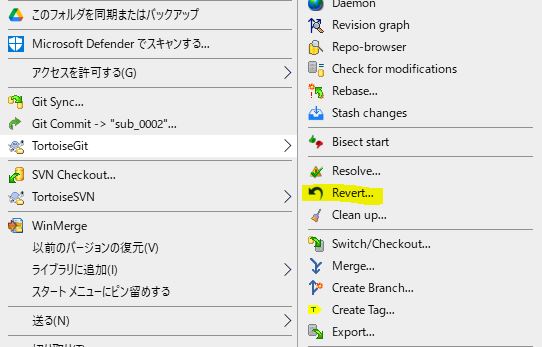 このフォルダを同期またはバックアップ
Microsoft Defender でスキャンする...
アクセスを許可する(G)
Git Sync...
Git Commit -> "sub_0002"...
TortoiseGit
SVN Checkout...
TortoiseSVN
WinMerge
以前のバージョンの復元(V)
ライブラリに追加(I)
スタート メニューにピン留めする
送る(N)
Daemon
Revision graph
Repo-browser
Check for modifications
Rebase...
Stash changes
Bisect start
Resolve...
Revert...
Clean up...
Switch/Checkout...
Merge...
Create Branch...
Create Tag...
Export...